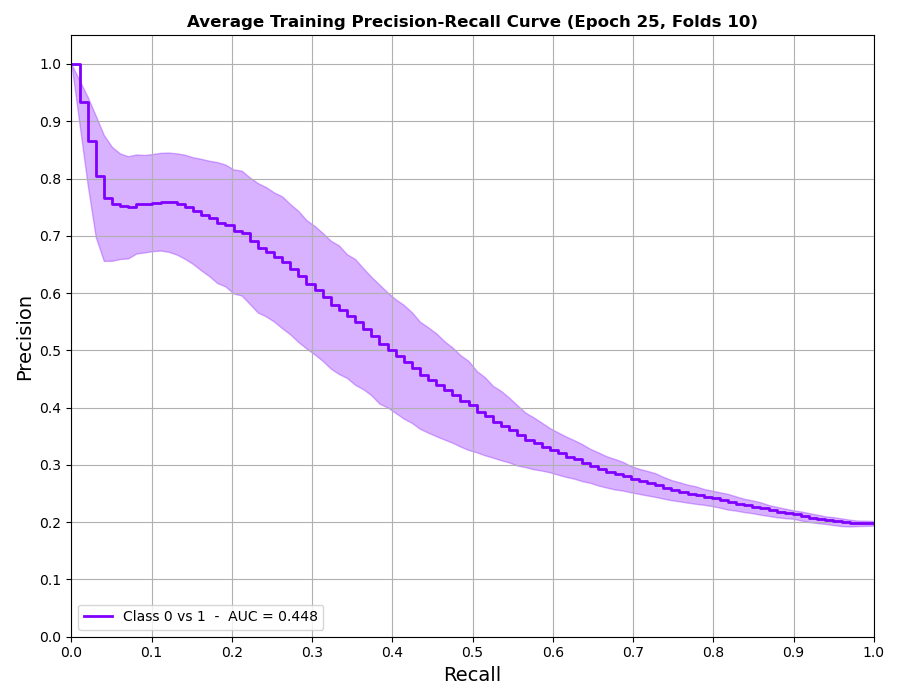 Average Training Precision-Recall Curve (Epoch 25, Folds 10)
Precision
1.0
0.9
0.8
0.7
0.6
0.5
0.4
0.3
0.2
0.1
0.0
Class 0 vs 1 - AUC = 0.448
0.0 0.1 0.2 0.3 0.4 0.5 0.6 0.7 0.8 0.9 1.0
Recall